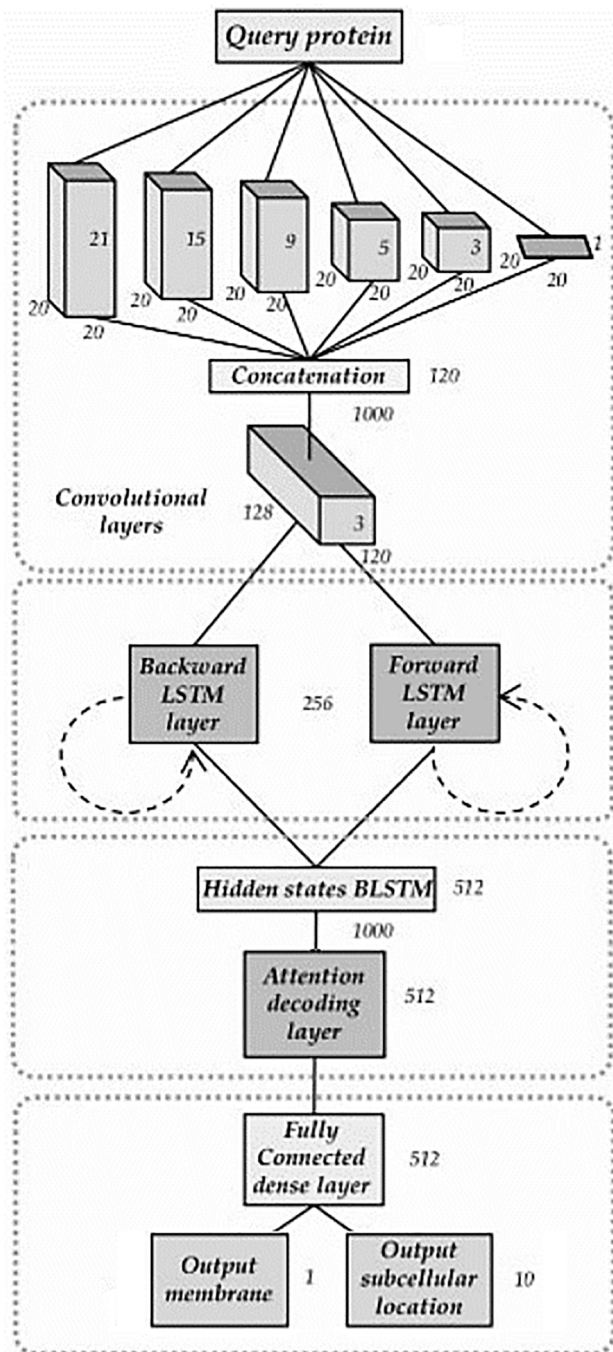 Query protein
21
15
9
5
3
1
20
20
20
20
20
20
20
20
20
20
20
20
Concatenation
120
1000
Convolutional
layers
128
3
120
Backward
LSTM
layer
256
Forward
LSTM
layer
Hidden states BLSTM
512
1000
Attention
decoding
layer
512
Fully
Connected
dense layer
512
Output
membrane
1
Output
subcellular
location
10